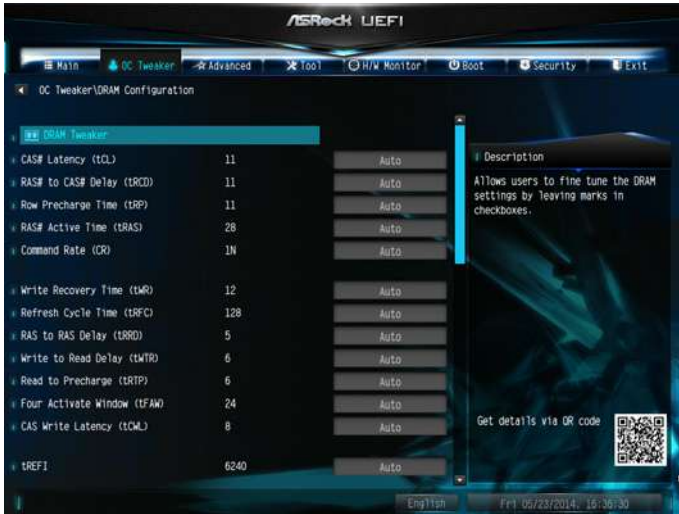 ASRock UEFI
Main OC Tweaker Advanced Tool H/W Monitor Boot Security Exit
OC Tweaker\DRAM Configuration
DRAM Tweaker
CAS# Latency (tCL) 11 Auto
RAS# to CAS# Delay (tRCD) 11 Auto
Row Precharge Time (tRP) 11 Auto
RAS# Active Time (tRAS) 28 Auto
Command Rate (CR) 1N Auto
Write Recovery Time (tWR) 12 Auto
Refresh Cycle Time (tRFC) 128 Auto
RAS to RAS Delay (tRRD) 5 Auto
Write to Read Delay (tWTR) 6 Auto
Read to Precharge (tRTP) 6 Auto
Four Activate Window (tFAW) 24 Auto
CAS Write Latency (tCWL) 8 Auto
tREFI 6240 Auto
Description
Allows users to fine tune the DRAM
settings by leaving marks in
checkboxes.
Get details via QR code
English Fri 05/23/2014, 16:36:30